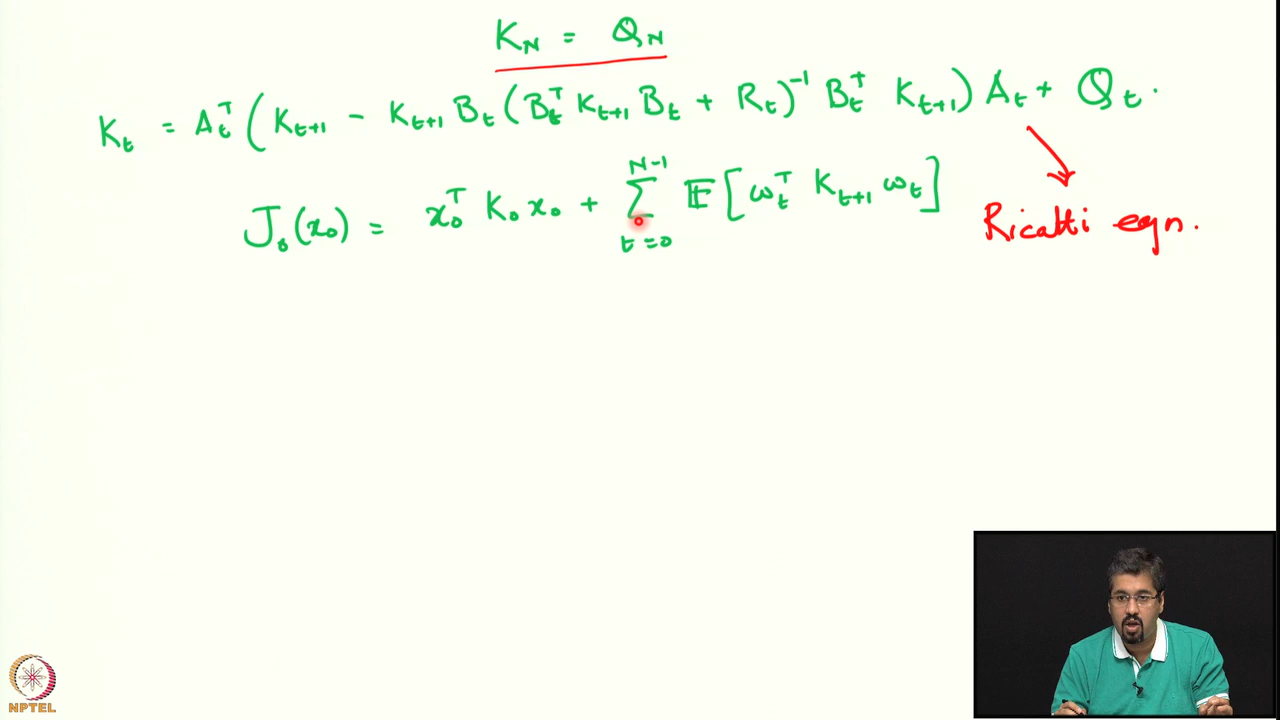 K_N = Q_N
K_t = A_t^T (K_{t+1} - K_{t+1} B_t (B_t^T K_{t+1} B_t + R_t)^{-1} B_t^T K_{t+1}) A_t + Q_t.
J_0(x_0) = x_0^T K_0 x_0 + \sum_{t=0}^{N-1} 𝔼[ω_t^T K_{t+1} ω_t]
Ricatti eqn.
NPTEL